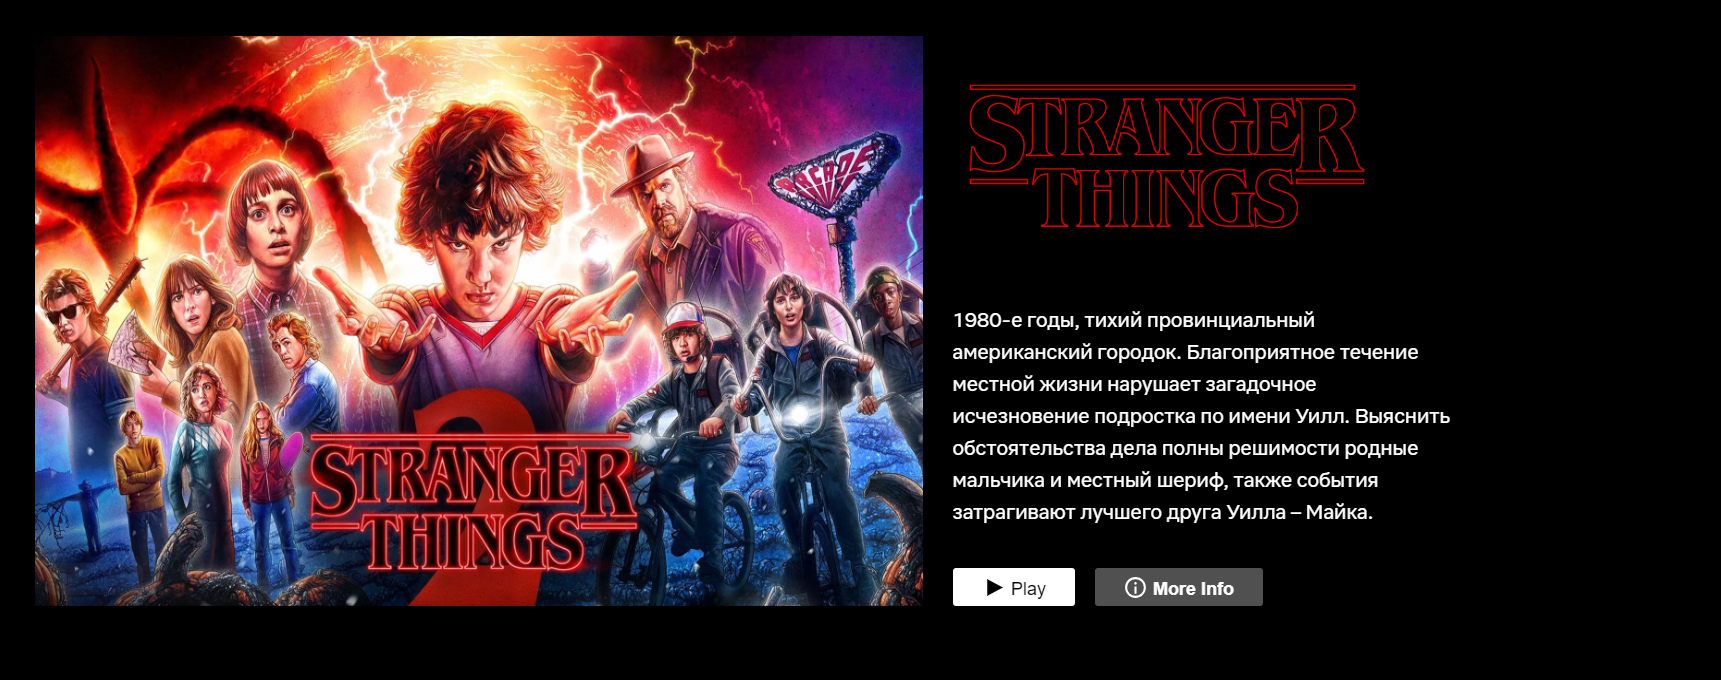 ARCADE
2
STRANGER
THINGS
STRANGER
THINGS
1980-е годы, тихий провинциальный
американский городок. Благоприятное течение
местной жизни нарушает загадочное
исчезновение подростка по имени Уилл. Выяснить
обстоятельства дела полны решимости родные
мальчика и местный шериф, также события
затрагивают лучшего друга Уилла – Майка.
Play
More Info